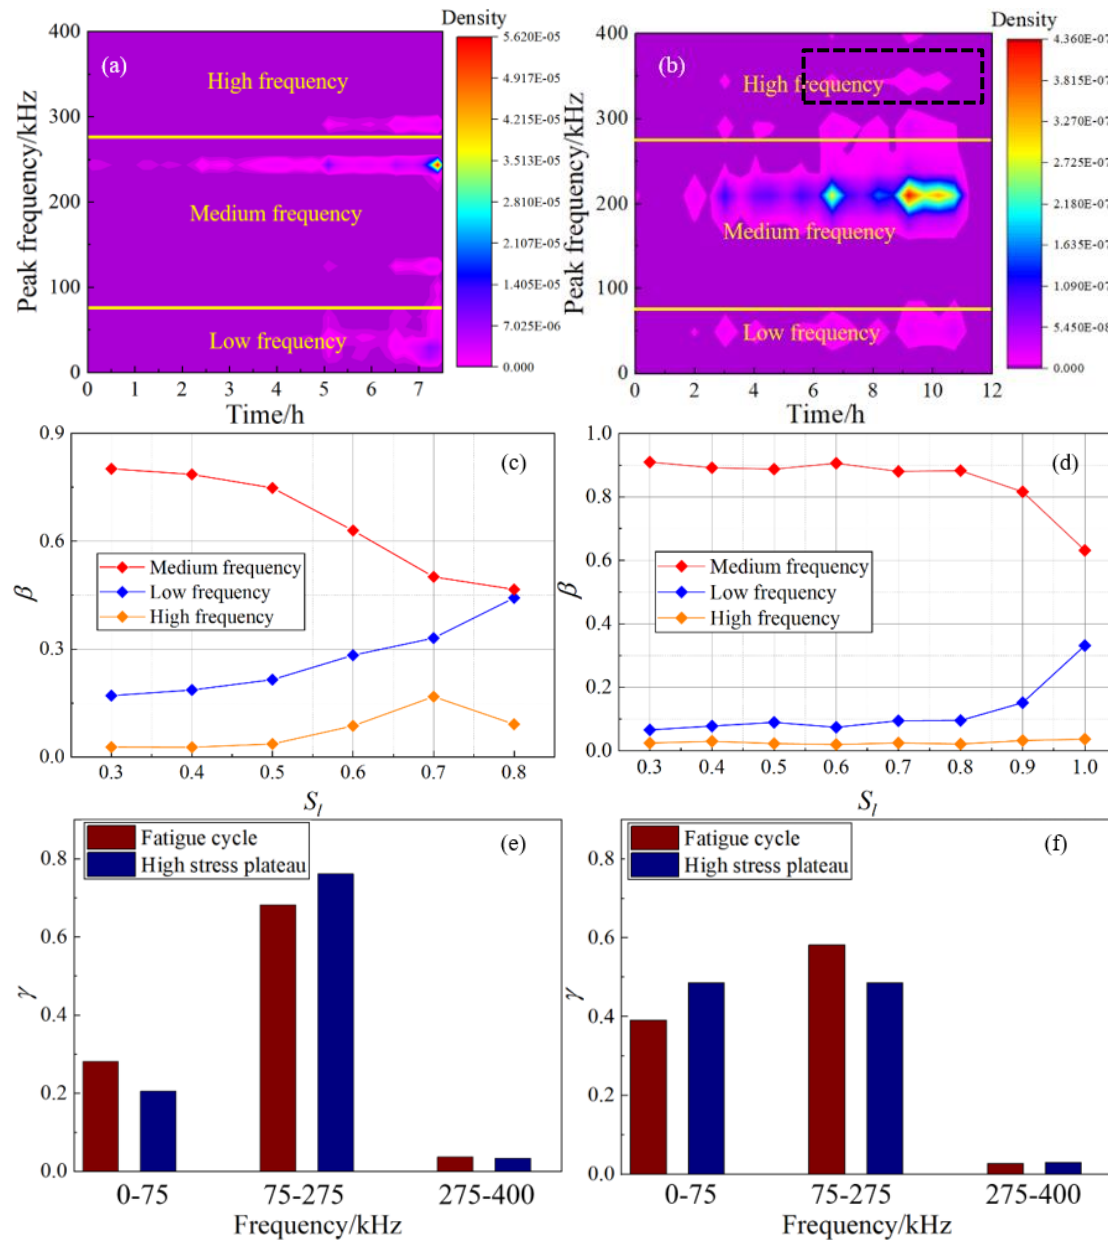 Density
400
300
200
100
0
Peak frequency/kHz
(a)
High frequency
Medium frequency
Low frequency
0 1 2 3 4 5 6 7
Time/h
5.620E-05
4.917E-05
4.215E-05
3.513E-05
2.810E-05
2.107E-05
1.405E-05
7.025E-06
0.000
Density
400
300
200
100
0
Peak frequency/kHz
(b)
High frequency
Medium frequency
Low frequency
0 2 4 6 8 10 12
Time/h
4.360E-07
3.815E-07
3.270E-07
2.725E-07
2.180E-07
1.635E-07
1.090E-07
5.450E-08
0.000
0.9
0.6
0.3
0.0
β
(c)
Medium frequency
Low frequency
High frequency
0.3 0.4 0.5 0.6 0.7 0.8
S_l
1.0
0.8
0.6
0.4
0.2
0.0
β
(d)
Medium frequency
Low frequency
High frequency
0.3 0.4 0.5 0.6 0.7 0.8 0.9 1.0
S_l
0.8
0.6
0.4
0.2
0.0
γ
Fatigue cycle
High stress plateau
(e)
0-75 75-275 275-400
Frequency/kHz
0.8
0.6
0.4
0.2
0.0
γ
Fatigue cycle
High stress plateau
(f)
0-75 75-275 275-400
Frequency/kHz